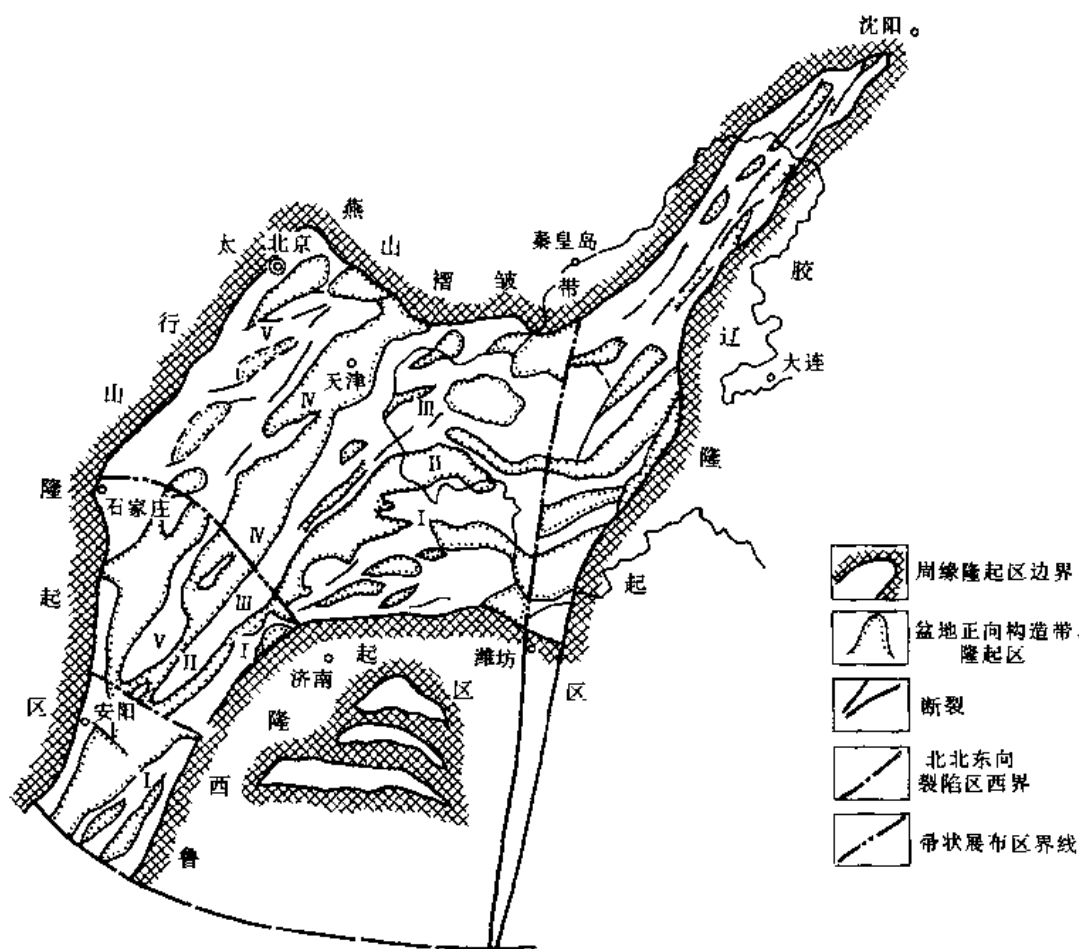 沈阳
燕山褶皱带
太行山隆起区
北京
秦皇岛
胶辽隆起区
大连
天津
石家庄
安阳
济南
潍坊
鲁西隆起区
V
IV
III
II
I
IV
III
V
II
I
I
周缘隆起区边界
盆地正向构造带、
隆起区
断裂
北北东向
裂陷区西界
带状展布区界线